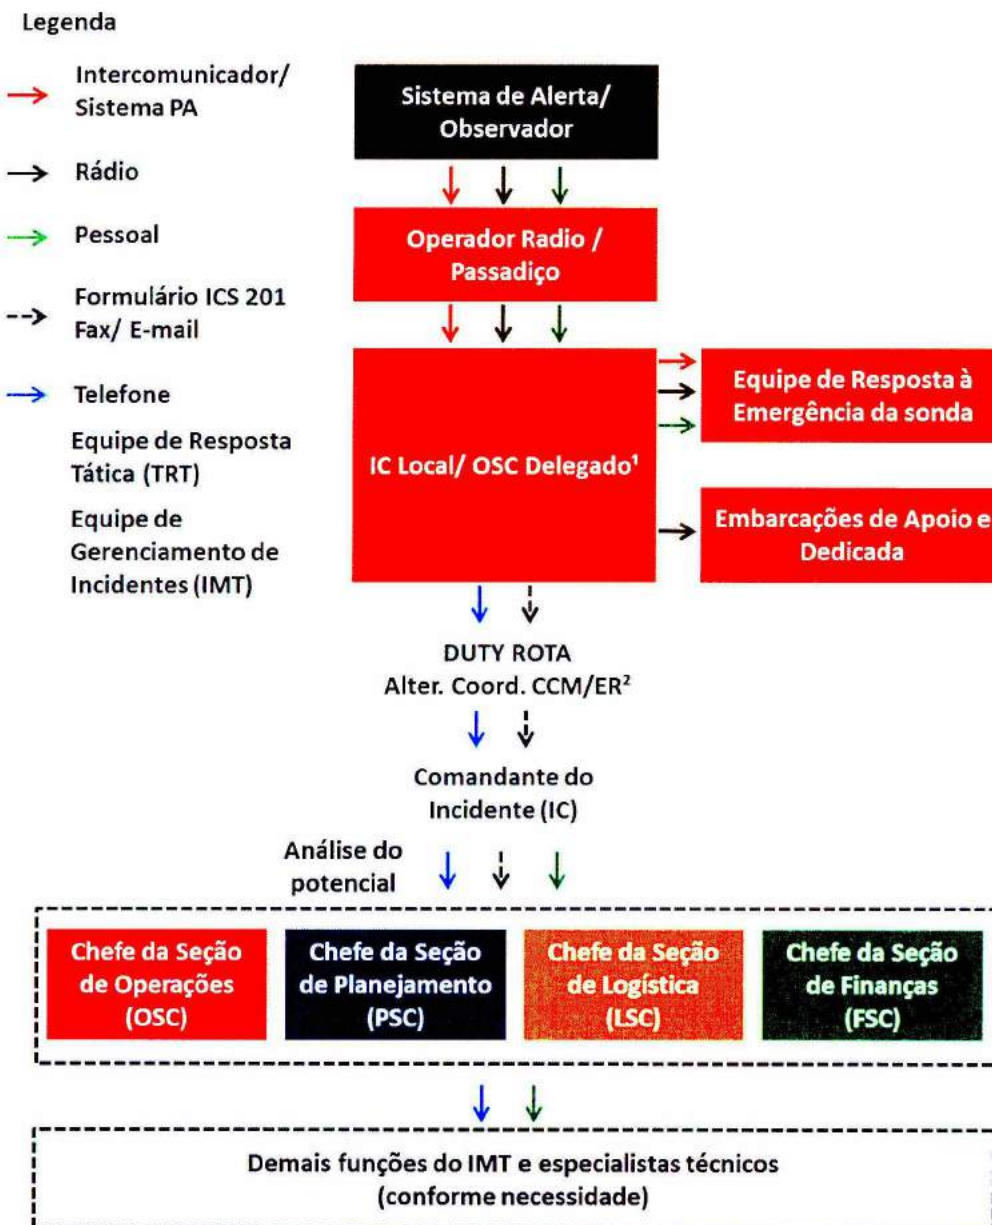 Legenda
Intercomunicador/
Sistema PA
Rádio
Pessoal
Formulário ICS 201
Fax/ E-mail
Telefone
Equipe de Resposta
Tática (TRT)
Equipe de
Gerenciamento de
Incidentes (IMT)
Sistema de Alerta/
Observador
Operador Radio /
Passadiço
IC Local/ OSC Delegado¹
Equipe de Resposta à
Emergência da sonda
Embarcações de Apoio e
Dedicada
DUTY ROTA
Alter. Coord. CCM/ER²
Comandante do
Incidente (IC)
Análise do
potencial
Chefe da Seção
de Operações
(OSC)
Chefe da Seção
de Planejamento
(PSC)
Chefe da Seção
de Logística
(LSC)
Chefe da Seção
de Finanças
(FSC)
Demais funções do IMT e especialistas técnicos
(conforme necessidade)